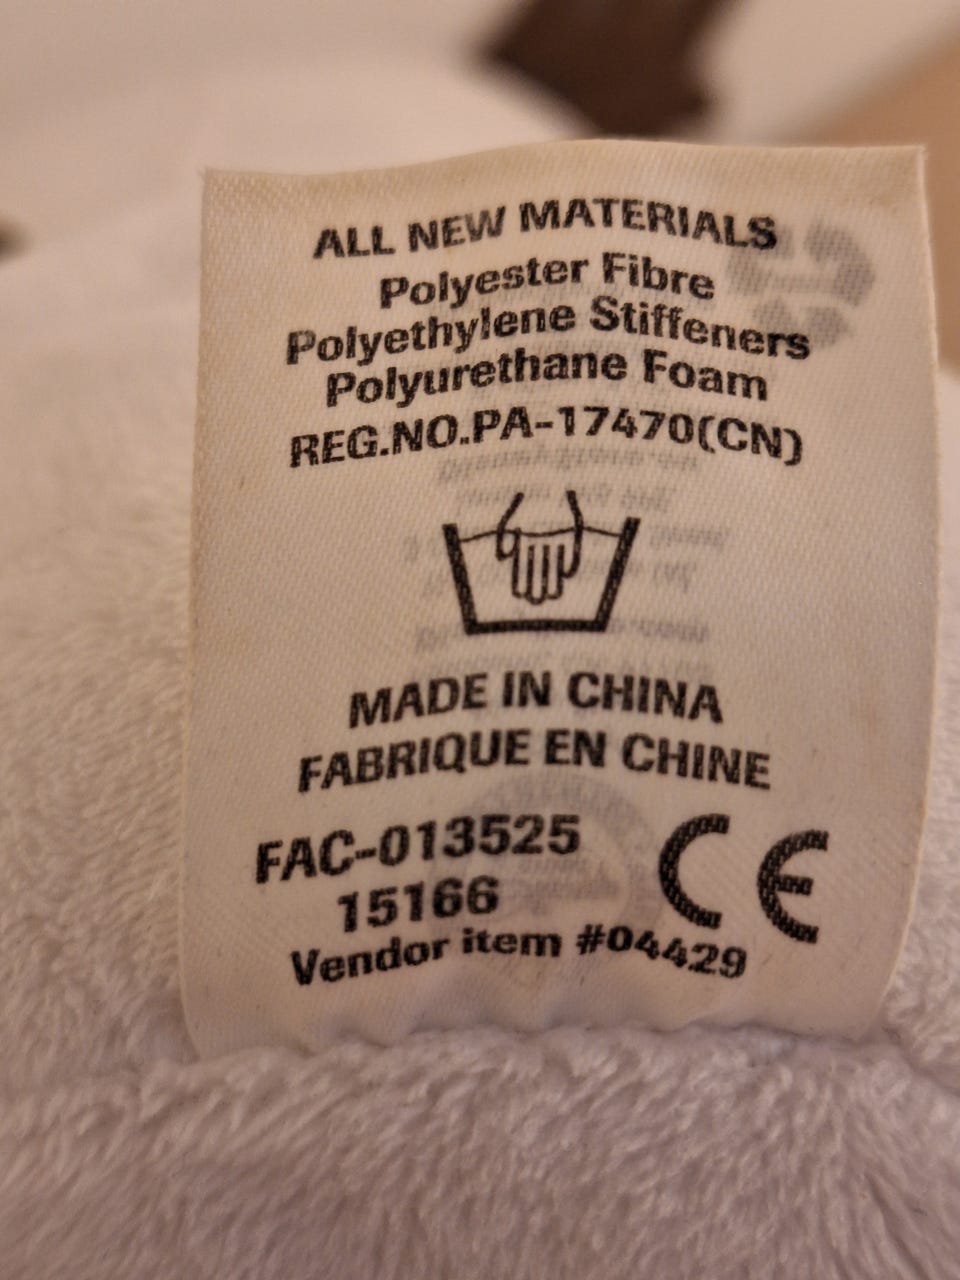 ALL NEW MATERIALS
Polyester Fibre
Polyethylene Stiffeners
Polyurethane Foam
REG.NO.PA-17470(CN)
MADE IN CHINA
FABRIQUE EN CHINE
FAC-013525
15166
CE
Vendor item #04429